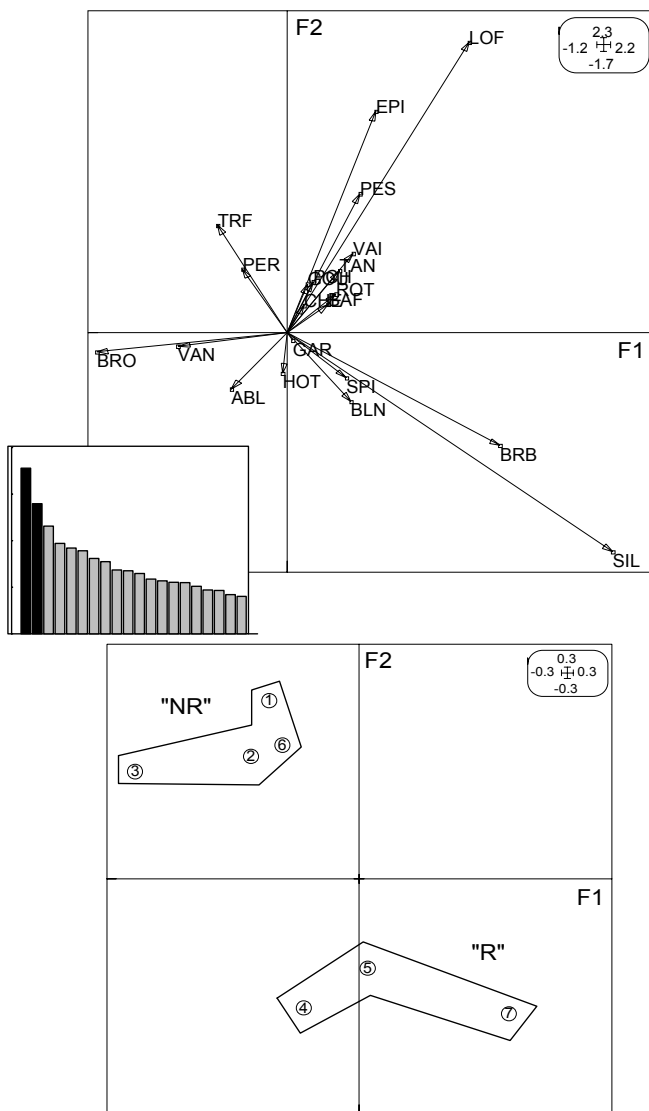 F2
LOF
2.3
-1.2 2.2
-1.7
EPI
PES
TRF
VAI
PER
TAN
ROT
F1
GAR
BRO
VAN
HOT
SPI
ABL
BLN
BRB
SIL
F2
0.3
-0.3 0.3
-0.3
"NR"
1
6
2
3
F1
"R"
5
4
7